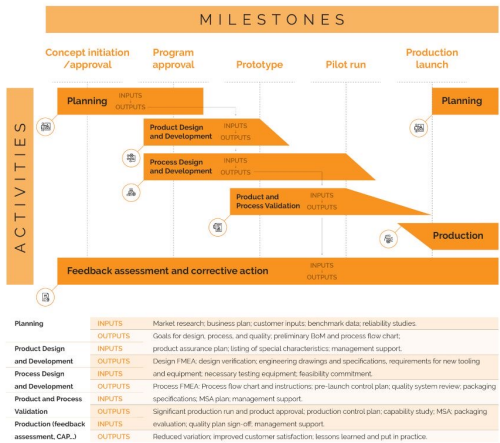 MILESTONES
Concept initiation
/approval
Program
approval
Prototype
Pilot run
Production
launch
ACTIVITIES
Planning
INPUTS
OUTPUTS
Planning
Product Design
and Development
INPUTS
OUTPUTS
Process Design
and Development
INPUTS
OUTPUTS
Product and
Process Validation
INPUTS
OUTPUTS
Production
Feedback assessment and corrective action
INPUTS
OUTPUTS
Planning INPUTS Market research; business plan; customer inputs; benchmark data; reliability studies.
OUTPUTS Goals for design, process, and quality; preliminary BoM and process flow chart;
Product Design INPUTS product assurance plan; listing of special characteristics; management support.
and Development OUTPUTS Design FMEA; design verification; engineering drawings and specifications, requirements for new tooling
Process Design INPUTS and equipment; necessary testing equipment; feasibility commitment.
and Development OUTPUTS Process FMEA; Process flow chart and instructions; pre-launch control plan; quality system review; packaging
Product and Process INPUTS specifications; MSA plan; management support.
Validation OUTPUTS Significant production run and product approval; production control plan; capability study; MSA; packaging
Production (feedback INPUTS evaluation; quality plan sign-off; management support.
assessment, CAP...) OUTPUTS Reduced variation; improved customer satisfaction; lessons learned and put in practice.